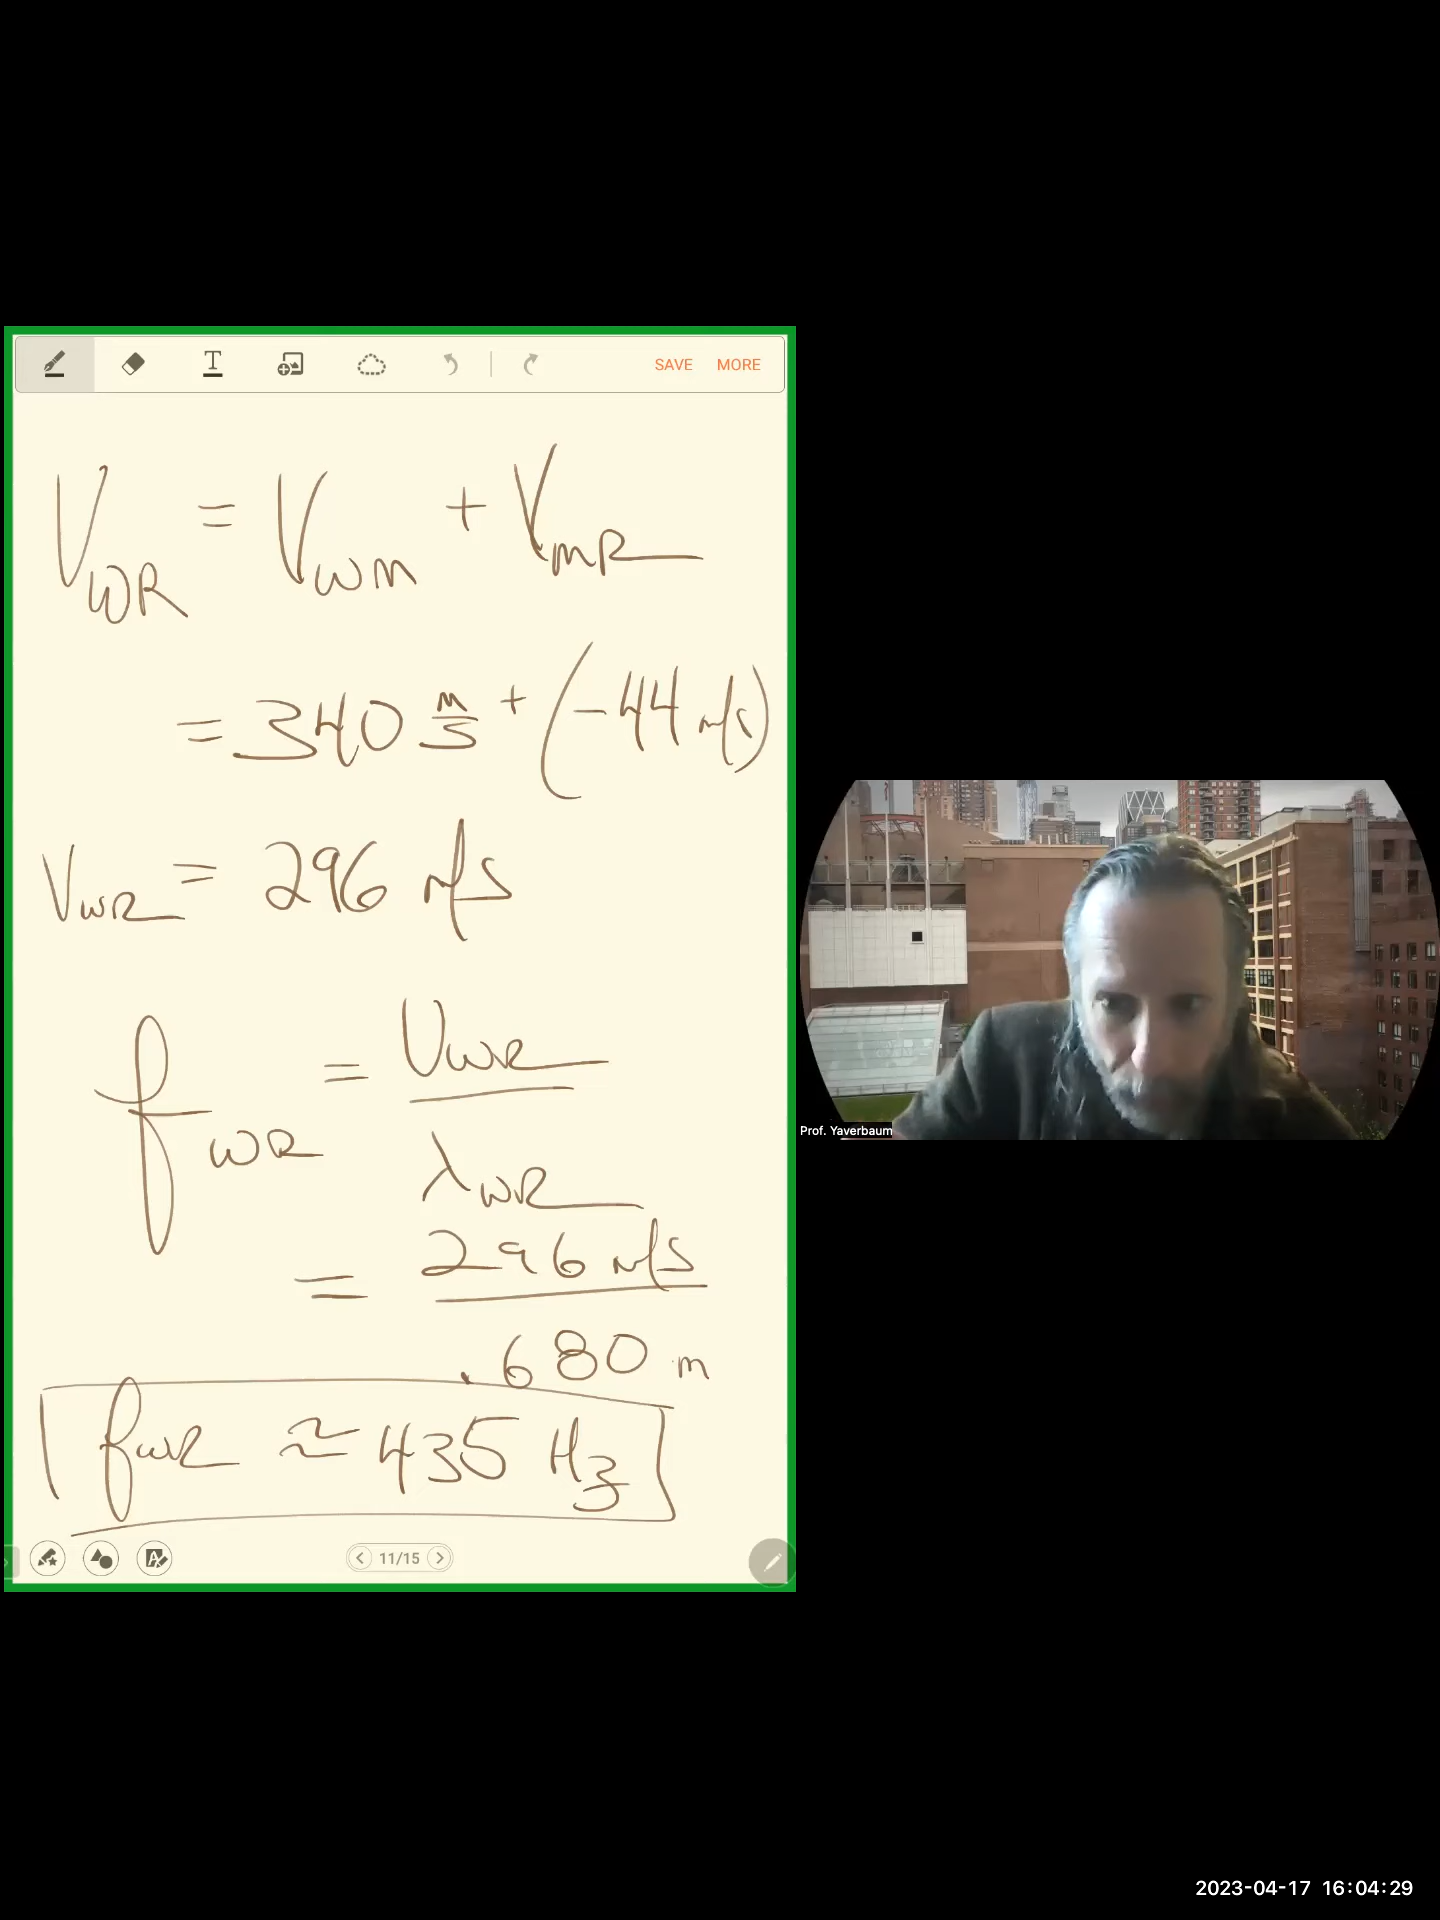 SAVE MORE
V_WR = V_WM + V_MR
= 340 m/s + (-44 m/s)
V_WR = 296 m/s
f_WR = V_WR / λ_WR
= 296 m/s / .680 m
f_WR ≈ 435 Hz
11/15
Prof. Yaverbaum
2023-04-17 16:04:29